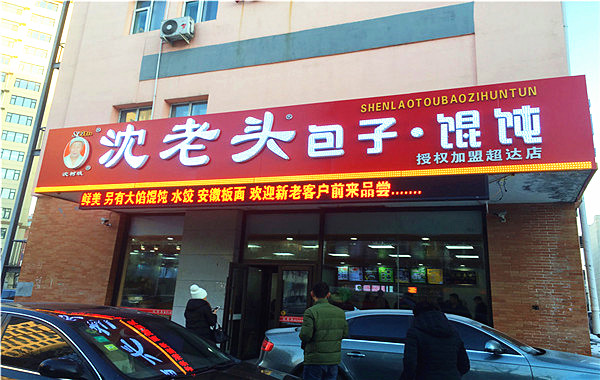 SHENLAOTOUBAOZIHUNTUN
沈老头®包子·馄饨
授权加盟超达店
鲜美 另有大馅馄饨 水饺 安徽板面 欢迎新老客户前来品尝.......